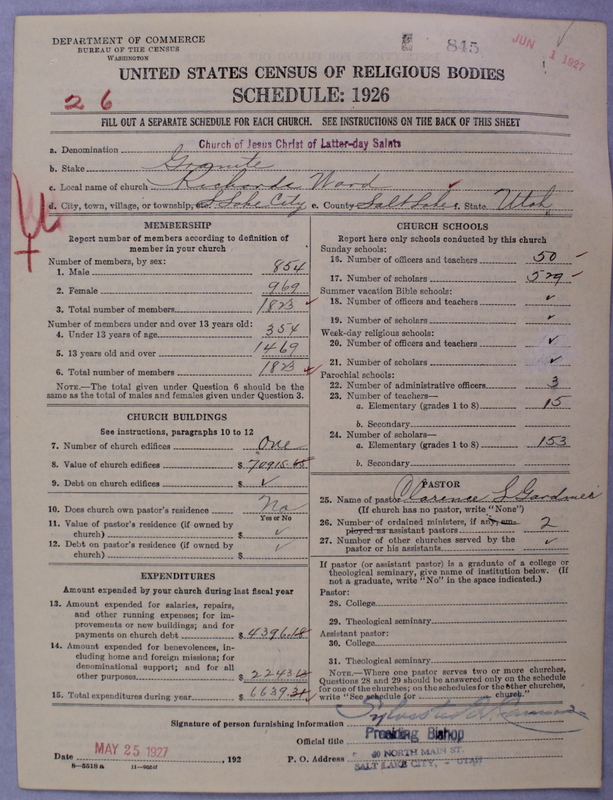 DEPARTMENT OF COMMERCE
BUREAU OF THE CENSUS
WASHINGTON
845
JUN 1 1927
UNITED STATES CENSUS OF RELIGIOUS BODIES
SCHEDULE: 1926
26
FILL OUT A SEPARATE SCHEDULE FOR EACH CHURCH. SEE INSTRUCTIONS ON THE BACK OF THIS SHEET
a. Denomination Church of Jesus Christ of Latter-day Saints
b. Stake Granite
c. Local name of church Richards Ward
d. City, town, village, or township, etc. S Lake City e. County Salt Lake f. State Utah
MEMBERSHIP
Report number of members according to definition of
member in your church
Number of members, by sex:
1. Male 854
2. Female 969
3. Total number of members 1823
Number of members under and over 13 years old:
4. Under 13 years of age 354
5. 13 years old and over 1469
6. Total number of members 1823
NOTE.—The total given under Question 6 should be
the same as the total of males and females given under Question 3.
CHURCH BUILDINGS
See instructions, paragraphs 10 to 12
7. Number of church edifices One
8. Value of church edifices $ 70915.65
9. Debt on church edifices $ ✓
10. Does church own pastor's residence? No
Yes or No
11. Value of pastor's residence (if owned by
church) $ ✓
12. Debt on pastor's residence (if owned by
church) $ ✓
EXPENDITURES
Amount expended by your church during last fiscal year
13. Amount expended for salaries, repairs,
and other running expenses; for im-
provements or new buildings; and for
payments on church debt $ 4396.18
14. Amount expended for benevolences, in-
cluding home and foreign missions; for
denominational support; and for all
other purposes $ 2243.13
15. Total expenditures during year $ 6639.31
CHURCH SCHOOLS
Report here only schools conducted by this church
Sunday schools:
16. Number of officers and teachers 50
17. Number of scholars 529
Summer vacation Bible schools:
18. Number of officers and teachers ✓
19. Number of scholars ✓
Week-day religious schools:
20. Number of officers and teachers ✓
21. Number of scholars ✓
Parochial schools:
22. Number of administrative officers 3
23. Number of teachers—
a. Elementary (grades 1 to 8) 15
b. Secondary
24. Number of scholars—
a. Elementary (grades 1 to 8) 153
b. Secondary
PASTOR
25. Name of pastor Clarence S Gardner
(If church has no pastor, write "None")
26. Number of ordained ministers, if any, em-
ployed as assistant pastors 2
27. Number of other churches served by the
pastor or his assistants ✓
If pastor (or assistant pastor) is a graduate of a college or
theological seminary, give name of institution below. (If
not a graduate, write "No" in the space indicated.)
Pastor:
28. College
29. Theological seminary
Assistant pastor:
30. College
31. Theological seminary
NOTE.—Where one pastor serves two or more churches,
Questions 28 and 29 should be answered only on the schedule
for one of the churches; on the schedules for the other churches,
write "See schedule for church."
Signature of person furnishing information
Official title Presiding Bishop
Date MAY 25 1927, 192 P. O. Address 40 NORTH MAIN ST.
SALT LAKE CITY, UTAH
8—5518a